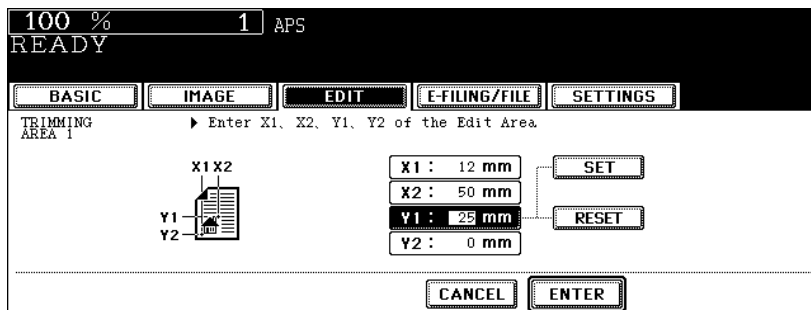 100 % 1 APS
READY
BASIC IMAGE EDIT E-FILING/FILE SETTINGS
TRIMMING
AREA 1
▶ Enter X1, X2, Y1, Y2 of the Edit Area
X1 X2
Y1
Y2
X1 : 12 mm
X2 : 50 mm
Y1 : 25 mm
Y2 : 0 mm
SET
RESET
CANCEL ENTER